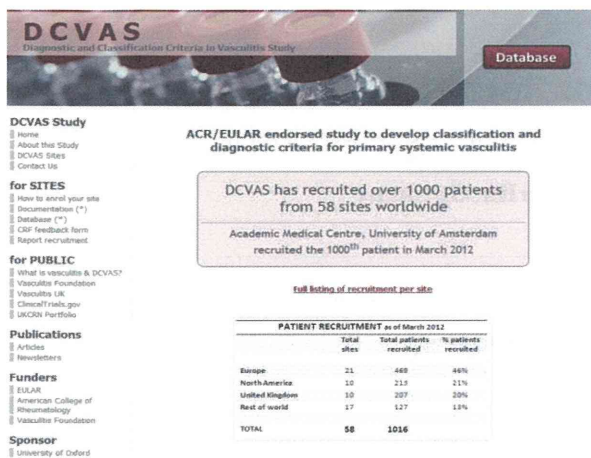 DCVAS
Diagnostic and Classification Criteria in Vasculitis Study
Database
DCVAS Study
Home
About this Study
DCVAS Sites
Contact Us
for SITES
How to enrol your site
Documentation (*)
Database (*)
CRF feedback form
Report recruitment
for PUBLIC
What is vasculitis & DCVAS?
Vasculitis Foundation
Vasculitis UK
ClinicalTrials.gov
UKCRN Portfolio
Publications
Articles
Newsletters
Funders
EULAR
American College of
Rheumatology
Vasculitis Foundation
Sponsor
University of Oxford
ACR/EULAR endorsed study to develop classification and
diagnostic criteria for primary systemic vasculitis
DCVAS has recruited over 1000 patients
from 58 sites worldwide
Academic Medical Centre, University of Amsterdam
recruited the 1000th patient in March 2012
Full listing of recruitment per site
PATIENT RECRUITMENT as of March 2012
Total sites Total patients recruited % patients recruited
Europe 21 469 46%
North America 10 213 21%
United Kingdom 10 207 20%
Rest of world 17 127 13%
TOTAL 58 1016